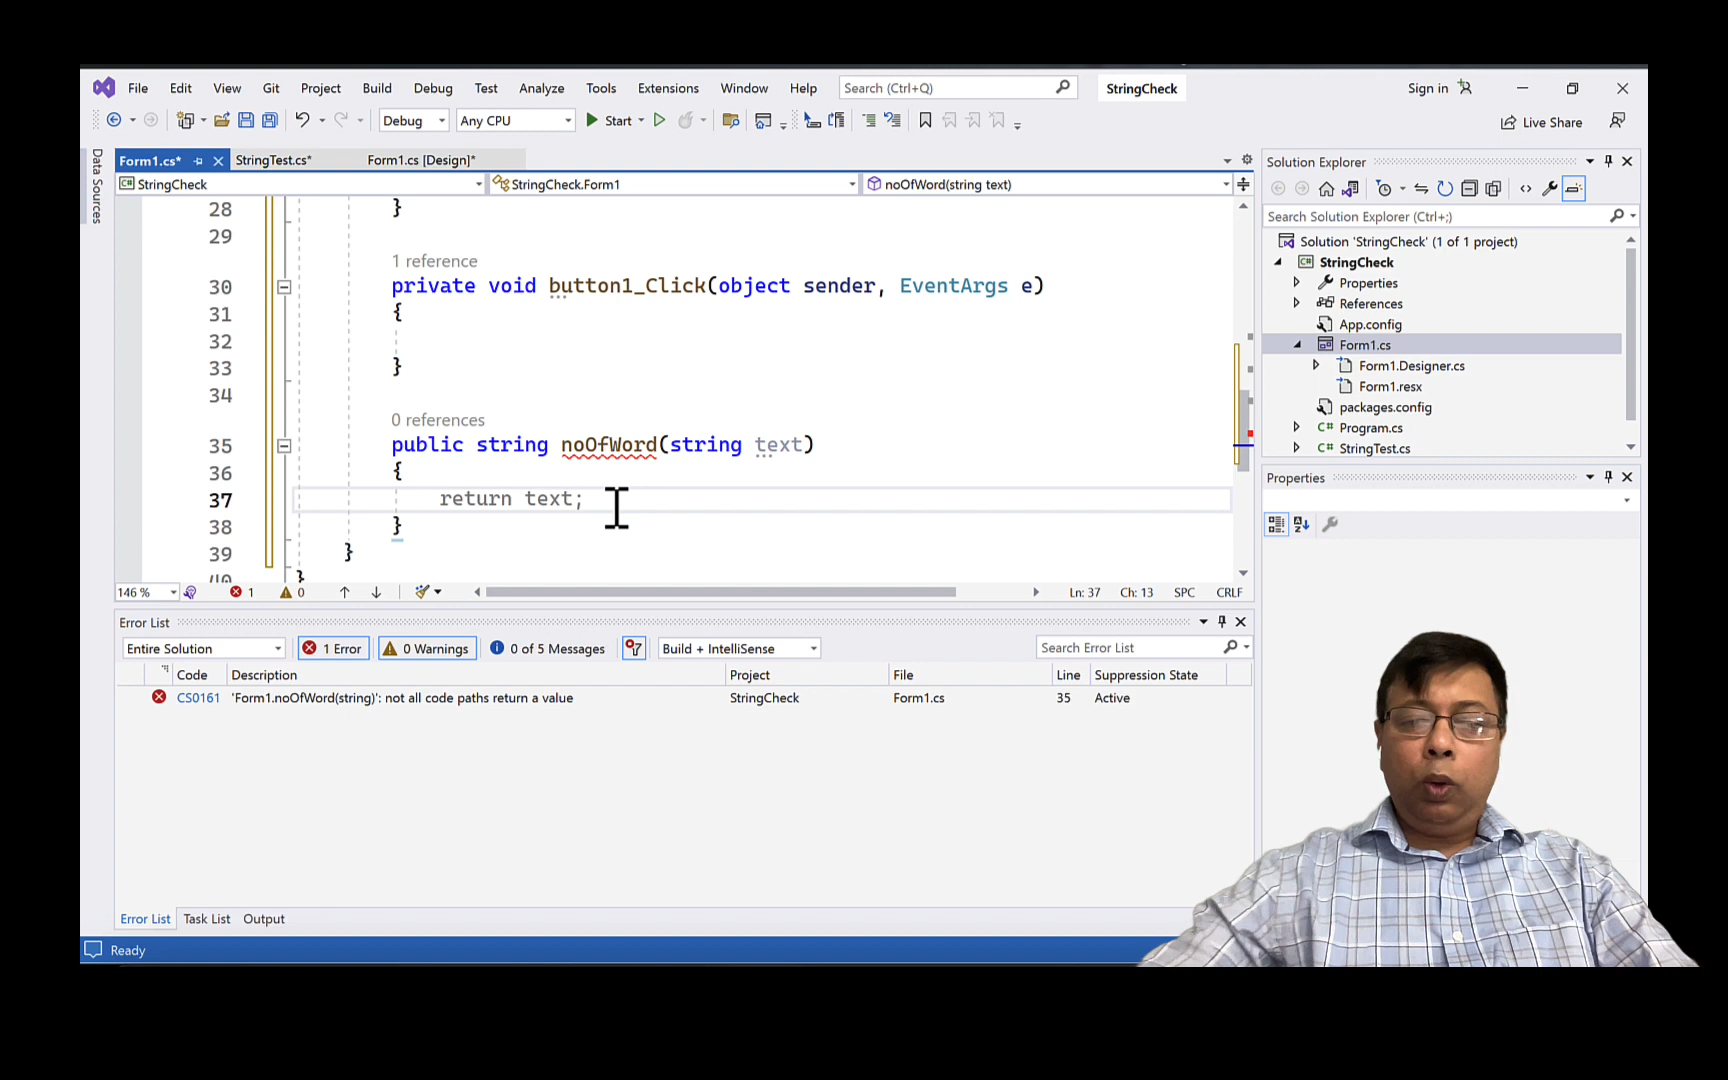 File Edit View Git Project Build Debug Test Analyze Tools Extensions Window Help Search (Ctrl+Q) StringCheck Sign in
Debug Any CPU Start Live Share
Data Sources
Form1.cs* StringTest.cs* Form1.cs [Design]*
StringCheck StringCheck.Form1 noOfWord(string text)
28 }
29
1 reference
30 private void button1_Click(object sender, EventArgs e)
31 {
32
33 }
34
0 references
35 public string noOfWord(string text)
36 {
37 return text;
38 }
39 }
40 }
146 % 1 0 Ln: 37 Ch: 13 SPC CRLF
Error List
Entire Solution 1 Error 0 Warnings 0 of 5 Messages Build + IntelliSense Search Error List
Code Description Project File Line Suppression State
CS0161 'Form1.noOfWord(string)': not all code paths return a value StringCheck Form1.cs 35 Active
Error List Task List Output
Ready
Solution Explorer
Search Solution Explorer (Ctrl+;)
Solution 'StringCheck' (1 of 1 project)
StringCheck
Properties
References
App.config
Form1.cs
Form1.Designer.cs
Form1.resx
packages.config
Program.cs
StringTest.cs
Properties